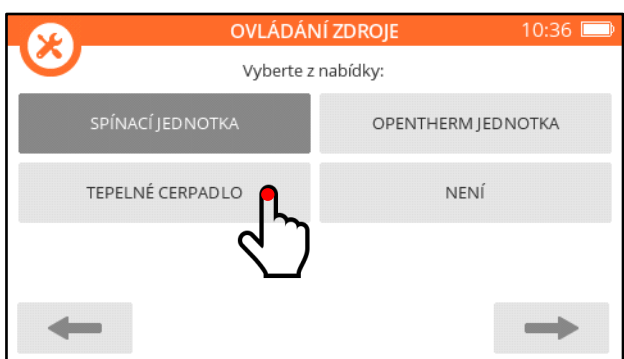 OVLÁDÁNÍ ZDROJE 10:36
Vyberte z nabídky:
SPÍNACÍ JEDNOTKA OPENTHERM JEDNOTKA
TEPELNÉ CERPADLO NENÍ